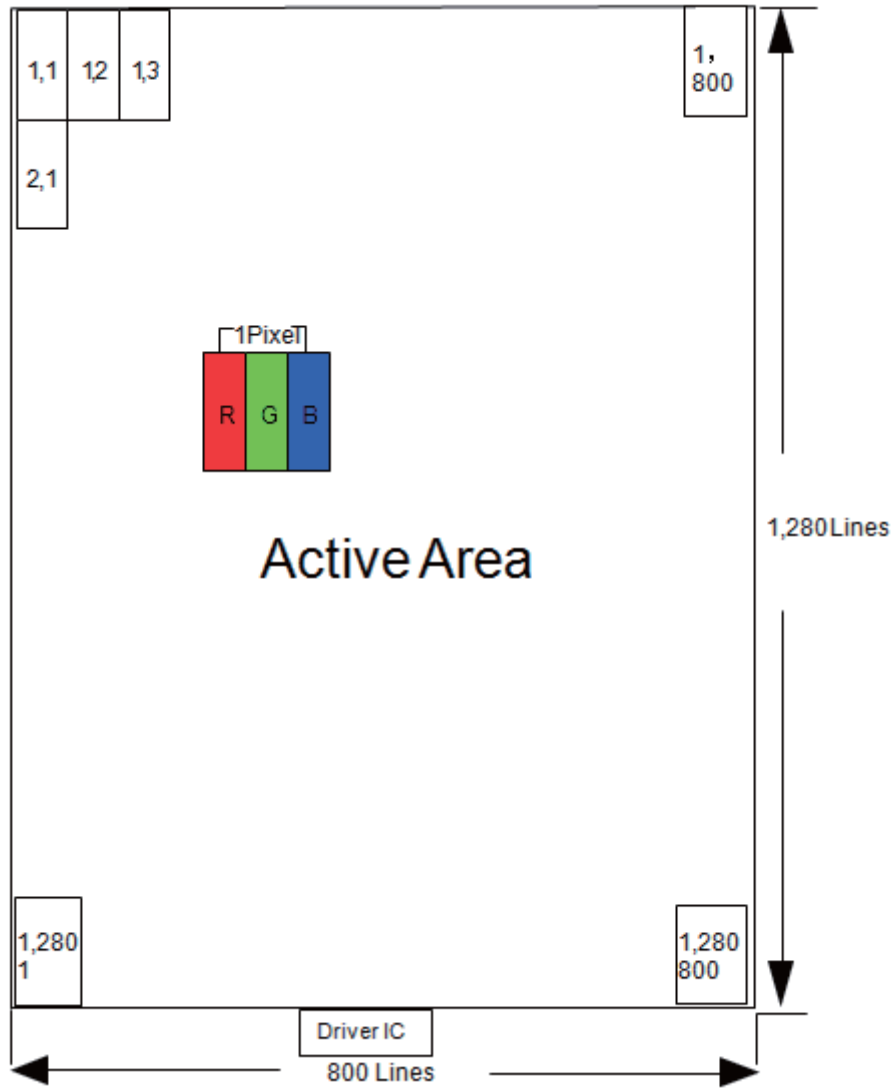 1,1
1,2
1,3
1,
800
2,1
1Pixel
R
G
B
1,280Lines
Active Area
1,280
1
1,280
800
Driver IC
800 Lines